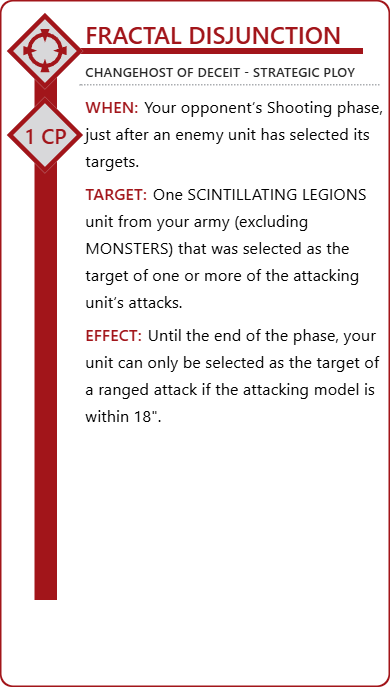 FRACTAL DISJUNCTION
CHANGEHOST OF DECEIT - STRATEGIC PLOY
1 CP
WHEN: Your opponent’s Shooting phase,
just after an enemy unit has selected its
targets.
TARGET: One SCINTILLATING LEGIONS
unit from your army (excluding
MONSTERS) that was selected as the
target of one or more of the attacking
unit’s attacks.
EFFECT: Until the end of the phase, your
unit can only be selected as the target of
a ranged attack if the attacking model is
within 18".